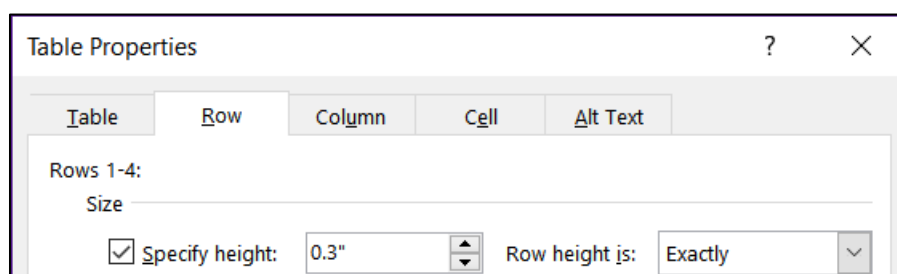 Table Properties ?
Table Row Column Cell Alt Text
Rows 1-4:
Size
Specify height: 0.3" Row height is: Exactly